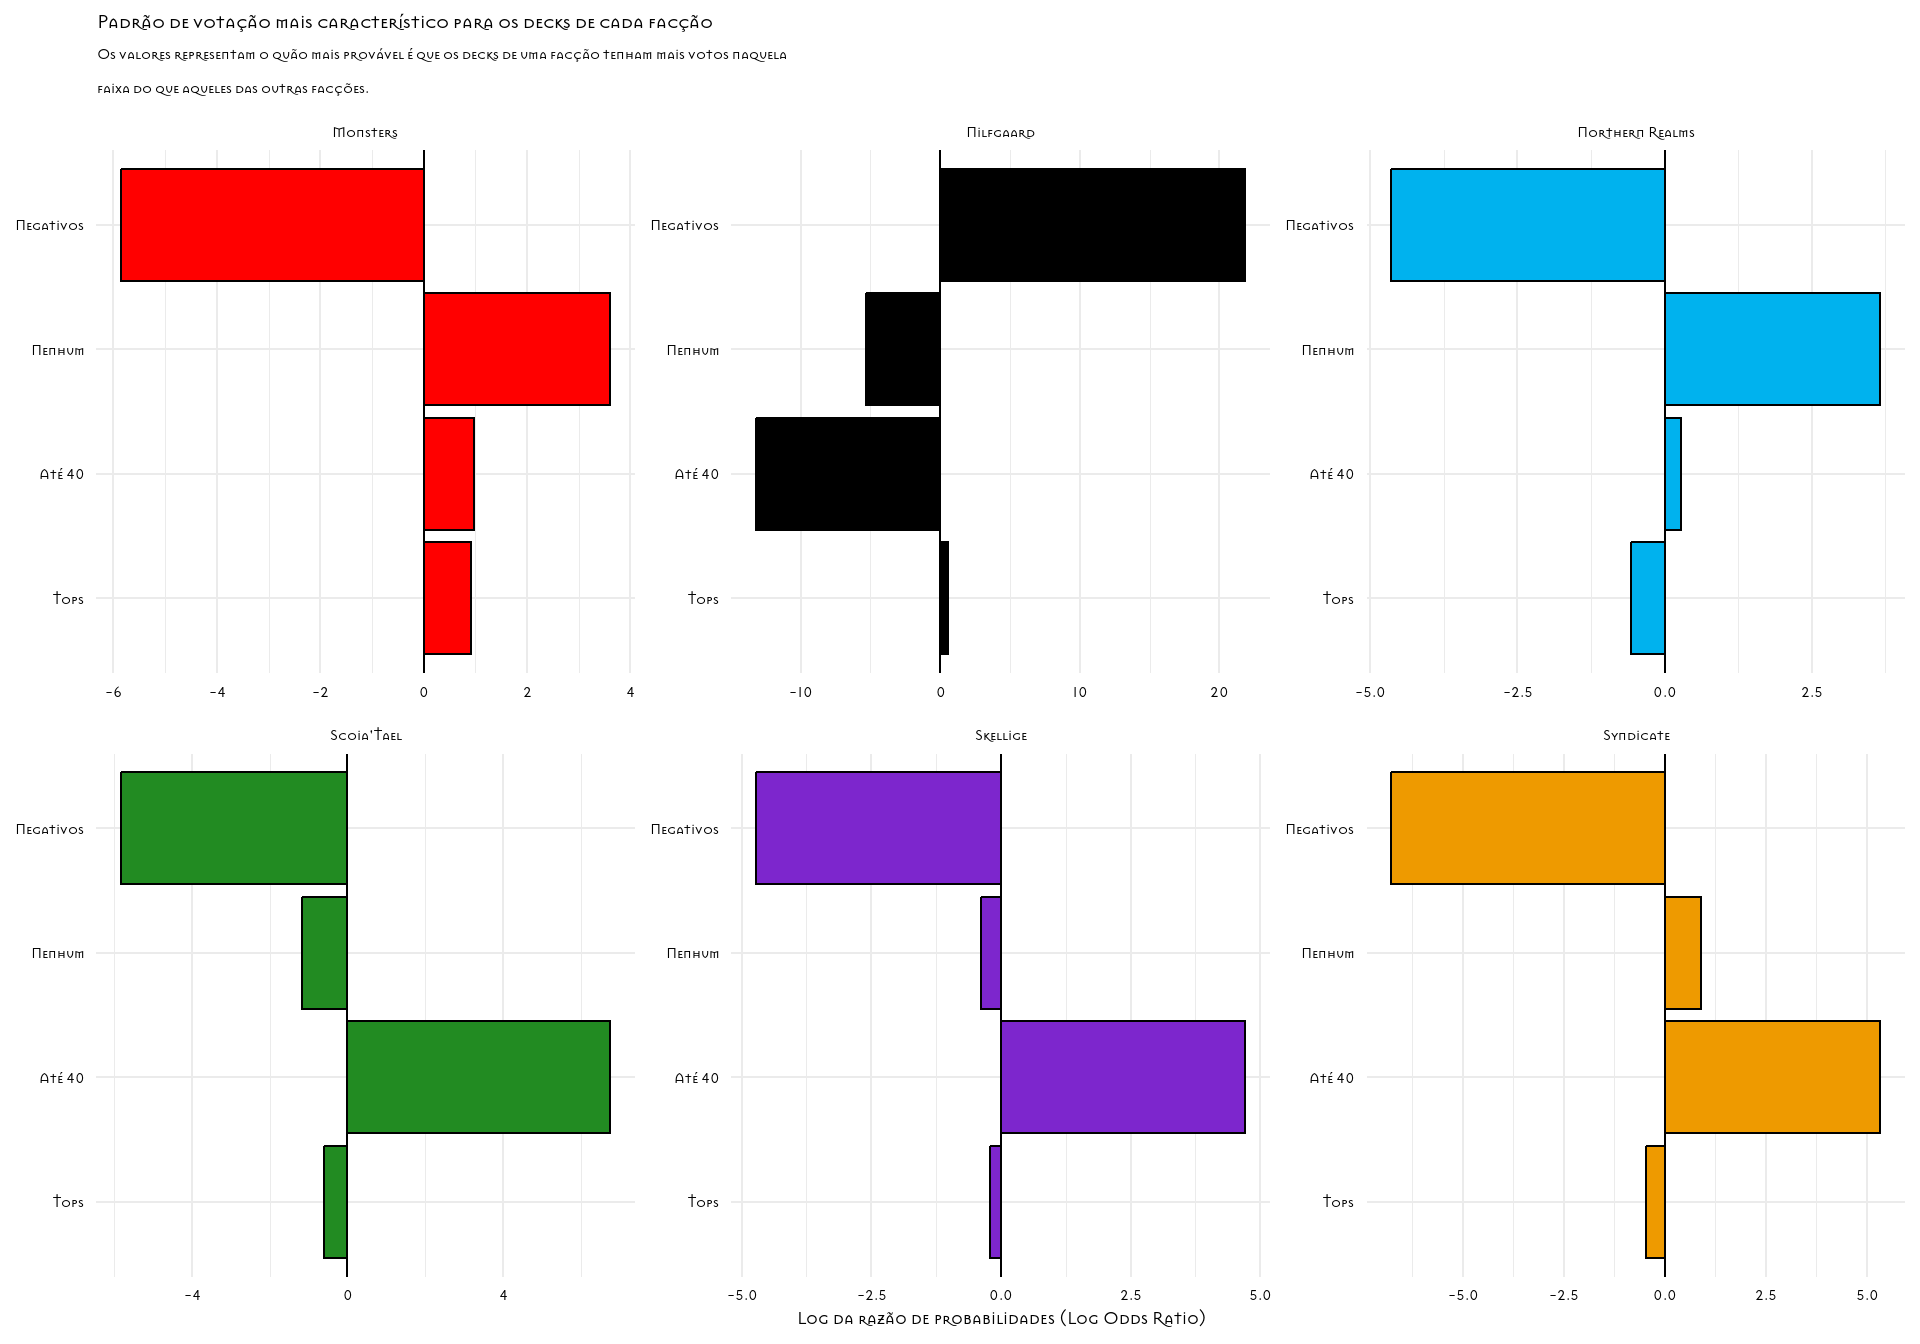 Padrão de votação mais característico para os decks de cada facção
Os valores representam o quão mais provável é que os decks de uma facção tenham mais votos naquela
faixa do que aqueles das outras facções.
Monsters
Nilfgaard
Northern Realms
Negativos
Nenhum
Até 40
Tops
-6 -4 -2 0 2 4
Negativos
Nenhum
Até 40
Tops
-10 0 10 20
Negativos
Nenhum
Até 40
Tops
-5.0 -2.5 0.0 2.5
Scoia'Tael
Skellige
Syndicate
Negativos
Nenhum
Até 40
Tops
-4 0 4
Negativos
Nenhum
Até 40
Tops
-5.0 -2.5 0.0 2.5 5.0
Negativos
Nenhum
Até 40
Tops
-5.0 -2.5 0.0 2.5 5.0
Log da razão de probabilidades (Log Odds Ratio)